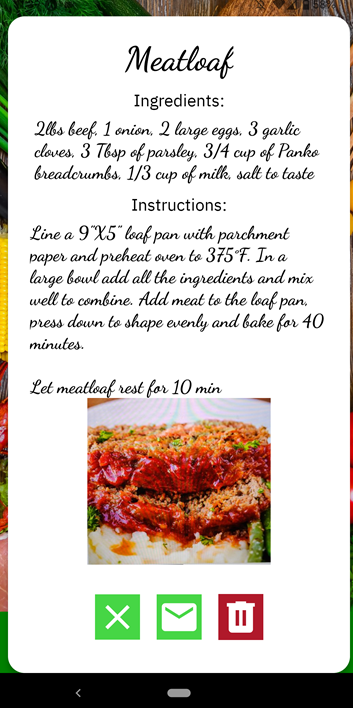 Meatloaf
Ingredients:
2lbs beef, 1 onion, 2 large eggs, 3 garlic
cloves, 3 Tbsp of parsley, 3/4 cup of Panko
breadcrumbs, 1/3 cup of milk, salt to taste
Instructions:
Line a 9"X5" loaf pan with parchment
paper and preheat oven to 375°F. In a
large bowl add all the ingredients and mix
well to combine. Add meat to the loaf pan,
press down to shape evenly and bake for 40
minutes.
Let meatloaf rest for 10 min